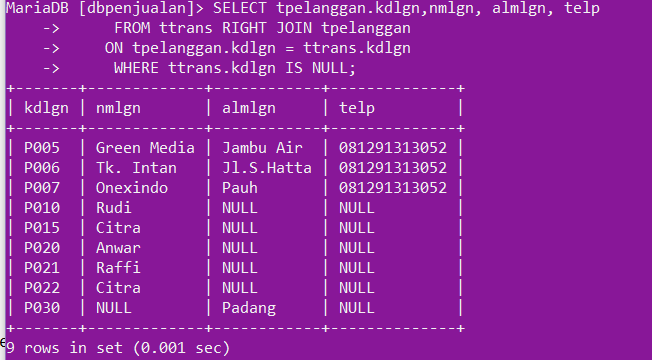 MariaDB [dbpenjualan]> SELECT tpelanggan.kdlgn,nmlgn, almlgn, telp
    ->       FROM ttrans RIGHT JOIN tpelanggan
    ->      ON tpelanggan.kdlgn = ttrans.kdlgn
    ->       WHERE ttrans.kdlgn IS NULL;
+-------+-------------+------------+--------------+
| kdlgn | nmlgn       | almlgn     | telp         |
+-------+-------------+------------+--------------+
| P005  | Green Media | Jambu Air  | 081291313052 |
| P006  | Tk. Intan   | Jl.S.Hatta | 081291313052 |
| P007  | Onexindo    | Pauh       | 081291313052 |
| P010  | Rudi        | NULL       | NULL         |
| P015  | Citra       | NULL       | NULL         |
| P020  | Anwar       | NULL       | NULL         |
| P021  | Raffi       | NULL       | NULL         |
| P022  | Citra       | NULL       | NULL         |
| P030  | NULL        | Padang     | NULL         |
+-------+-------------+------------+--------------+
9 rows in set (0.001 sec)